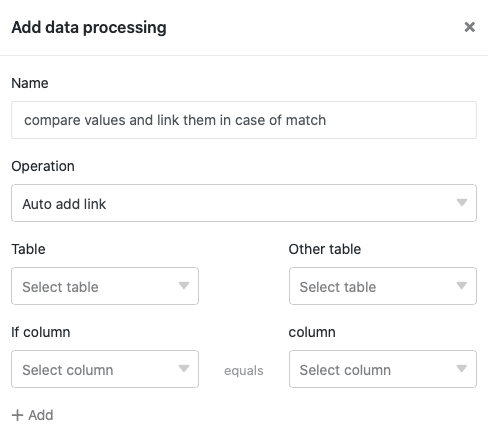 Add data processing
Name
compare values and link them in case of match
Operation
Auto add link
Table Other table
Select table Select table
If column column
Select column equals Select column
+ Add